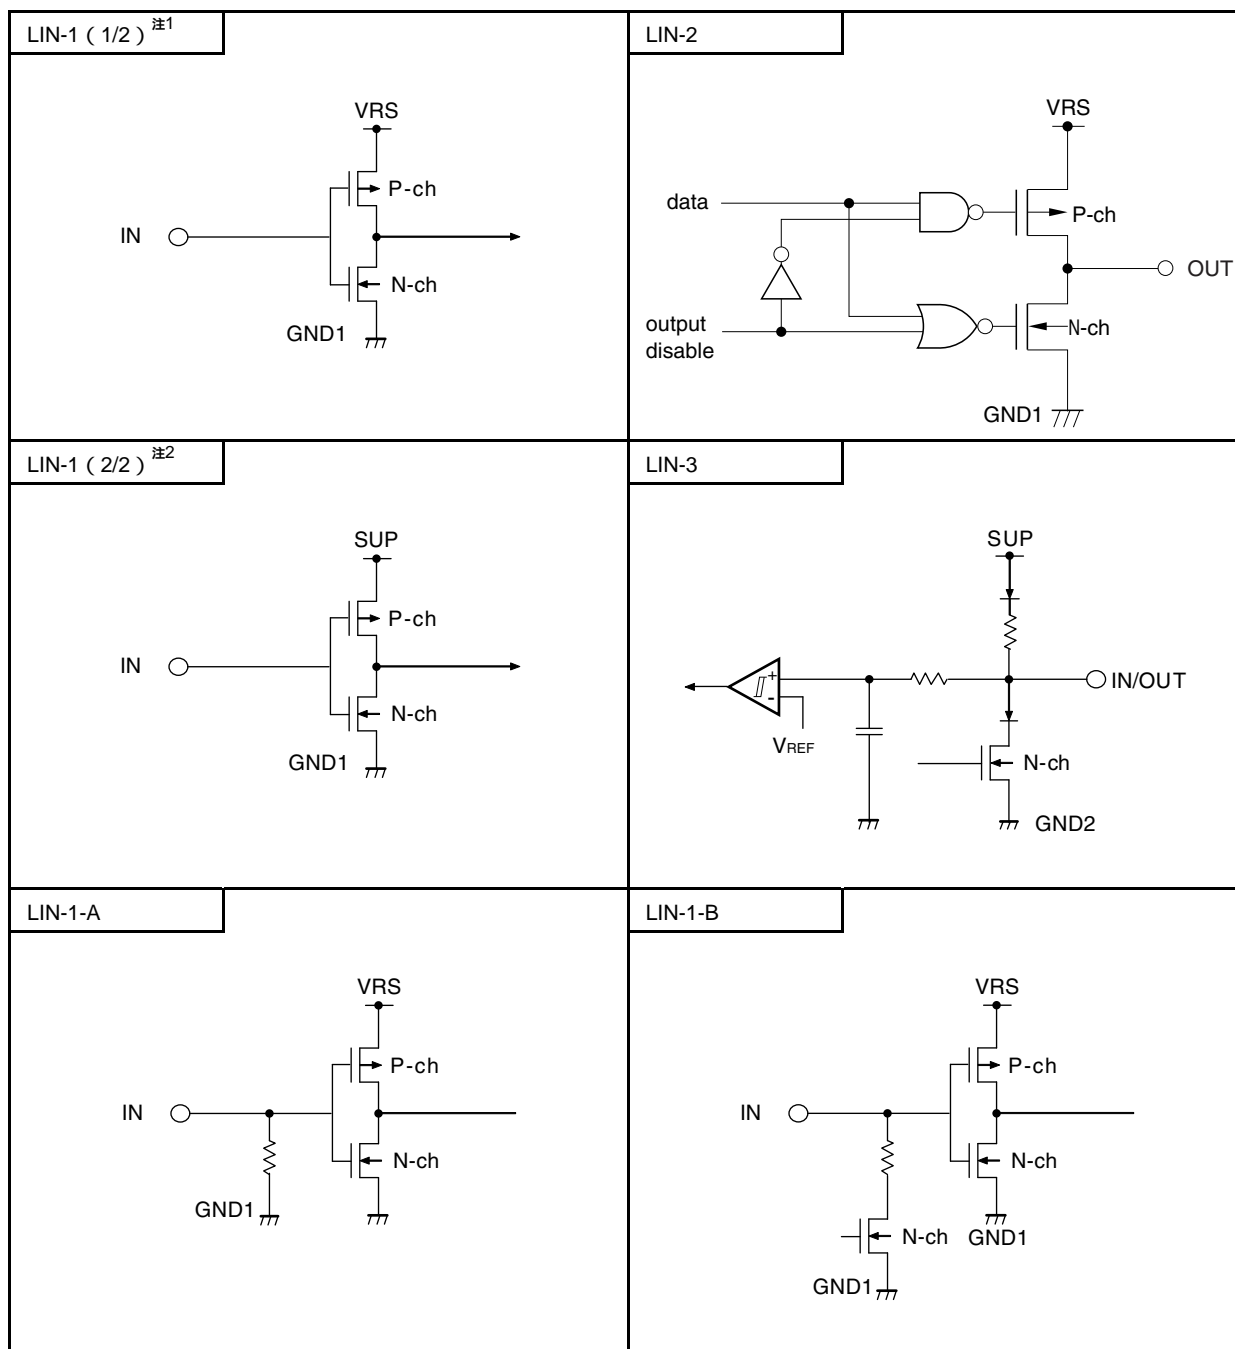 LIN-1 ( 1/2 ) 注1
VRS
P-ch
IN
N-ch
GND1
LIN-2
VRS
data
P-ch
OUT
output
disable
N-ch
GND1
LIN-1 ( 2/2 ) 注2
SUP
P-ch
IN
N-ch
GND1
LIN-3
SUP
+
-
IN/OUT
VREF
N-ch
GND2
LIN-1-A
VRS
P-ch
IN
N-ch
GND1
LIN-1-B
VRS
P-ch
IN
N-ch
N-ch
GND1
GND1